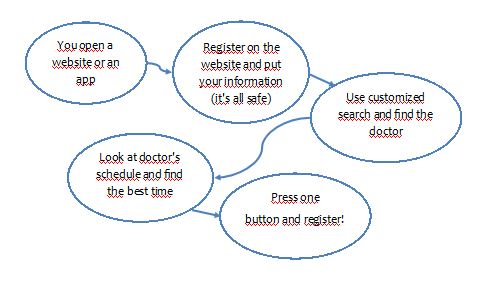 You open a
website or an
app
Register on the
website and put
your information
(it's all safe)
Use customized
search and find the
doctor
Look at doctor's
schedule and find
the best time
Press one
button and register!